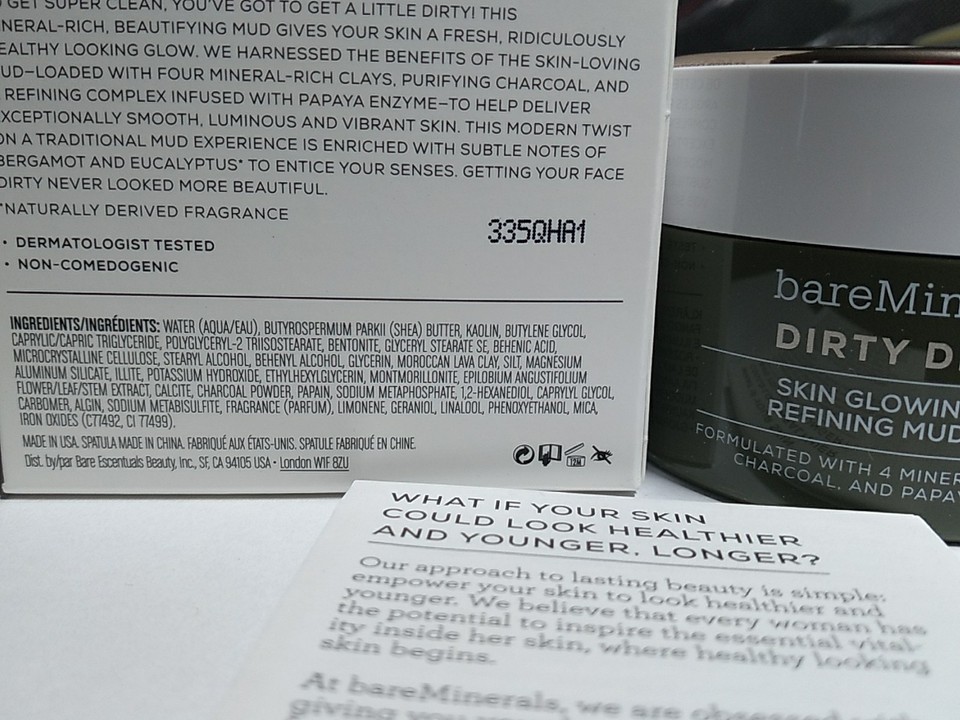 GET SUPER CLEAN, YOU'VE GOT TO GET A LITTLE DIRTY! THIS
NERAL-RICH, BEAUTIFYING MUD GIVES YOUR SKIN A FRESH, RIDICULOUSLY
EALTHY LOOKING GLOW. WE HARNESSED THE BENEFITS OF THE SKIN-LOVING
UD–LOADED WITH FOUR MINERAL-RICH CLAYS, PURIFYING CHARCOAL, AND
REFINING COMPLEX INFUSED WITH PAPAYA ENZYME–TO HELP DELIVER
XCEPTIONALLY SMOOTH, LUMINOUS AND VIBRANT SKIN. THIS MODERN TWIST
ON A TRADITIONAL MUD EXPERIENCE IS ENRICHED WITH SUBTLE NOTES OF
BERGAMOT AND EUCALYPTUS* TO ENTICE YOUR SENSES. GETTING YOUR FACE
DIRTY NEVER LOOKED MORE BEAUTIFUL.
*NATURALLY DERIVED FRAGRANCE
335QHA1
• DERMATOLOGIST TESTED
• NON-COMEDOGENIC
INGREDIENTS/INGRÉDIENTS: WATER (AQUA/EAU), BUTYROSPERMUM PARKII (SHEA) BUTTER, KAOLIN, BUTYLENE GLYCOL,
CAPRYLIC/CAPRIC TRIGLYCERIDE, POLYGLYCERYL-2 TRIISOSTEARATE, BENTONITE, GLYCERYL STEARATE SE, BEHENIC ACID,
MICROCRYSTALLINE CELLULOSE, STEARYL ALCOHOL, BEHENYL ALCOHOL, GLYCERIN, MOROCCAN LAVA CLAY, SILT, MAGNESIUM
ALUMINUM SILICATE, ILLITE, POTASSIUM HYDROXIDE, ETHYLHEXYLGLYCERIN, MONTMORILLONITE, EPILOBIUM ANGUSTIFOLIUM
FLOWER/LEAF/STEM EXTRACT, CALCITE, CHARCOAL POWDER, PAPAIN, SODIUM METAPHOSPHATE, 1,2-HEXANEDIOL, CAPRYLYL GLYCOL,
CARBOMER, ALGIN, SODIUM METABISULFITE, FRAGRANCE (PARFUM), LIMONENE, GERANIOL, LINALOOL, PHENOXYETHANOL, MICA,
IRON OXIDES (C77492, CI 77499).
MADE IN USA. SPATULA MADE IN CHINA. FABRIQUÉ AUX ÉTATS-UNIS. SPATULE FABRIQUÉ EN CHINE.
Dist. by/par Bare Escentuals Beauty, Inc., SF, CA 94105 USA • London W1F 8ZU
12M
bareMin
DIRTY D
SKIN GLOWIN
REFINING MUD
FORMULATED WITH 4 MINER
CHARCOAL, AND PAPAY
WHAT IF YOUR SKIN
COULD LOOK HEALTHIER
AND YOUNGER. LONGER?
Our approach to lasting beauty is simple:
empower your skin to look healthier and
younger. We believe that every woman has
the potential to inspire the essential vital-
ity inside her skin, where healthy looking
skin begins.
At bareMinerals, we are obsessed
giving you